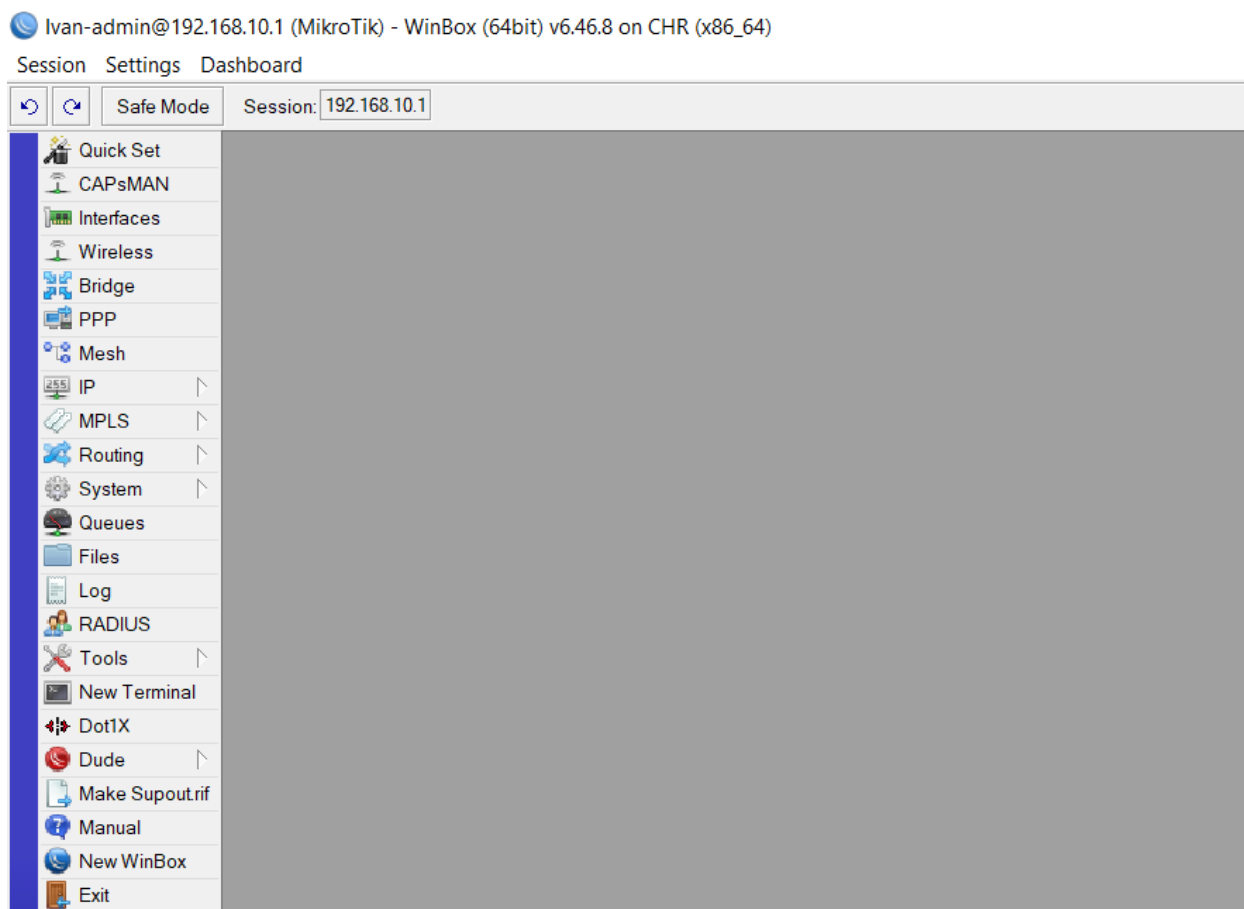 Ivan-admin@192.168.10.1 (MikroTik) - WinBox (64bit) v6.46.8 on CHR (x86_64)
Session Settings Dashboard
Safe Mode Session: 192.168.10.1
Quick Set
CAPsMAN
Interfaces
Wireless
Bridge
PPP
Mesh
255 IP
MPLS
Routing
System
Queues
Files
Log
RADIUS
Tools
New Terminal
Dot1X
Dude
Make Supout.rif
Manual
New WinBox
Exit